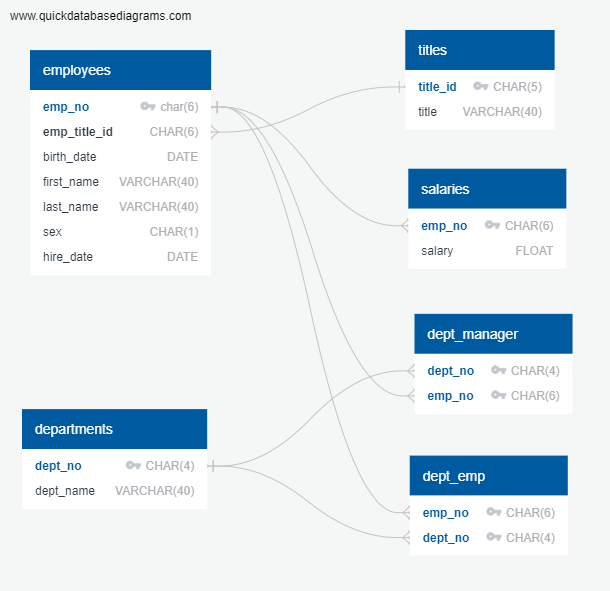 www.quickdatabasediagrams.com
employees
emp_no char(6)
emp_title_id CHAR(6)
birth_date DATE
first_name VARCHAR(40)
last_name VARCHAR(40)
sex CHAR(1)
hire_date DATE
titles
title_id CHAR(5)
title VARCHAR(40)
salaries
emp_no CHAR(6)
salary FLOAT
dept_manager
dept_no CHAR(4)
emp_no CHAR(6)
departments
dept_no CHAR(4)
dept_name VARCHAR(40)
dept_emp
emp_no CHAR(6)
dept_no CHAR(4)